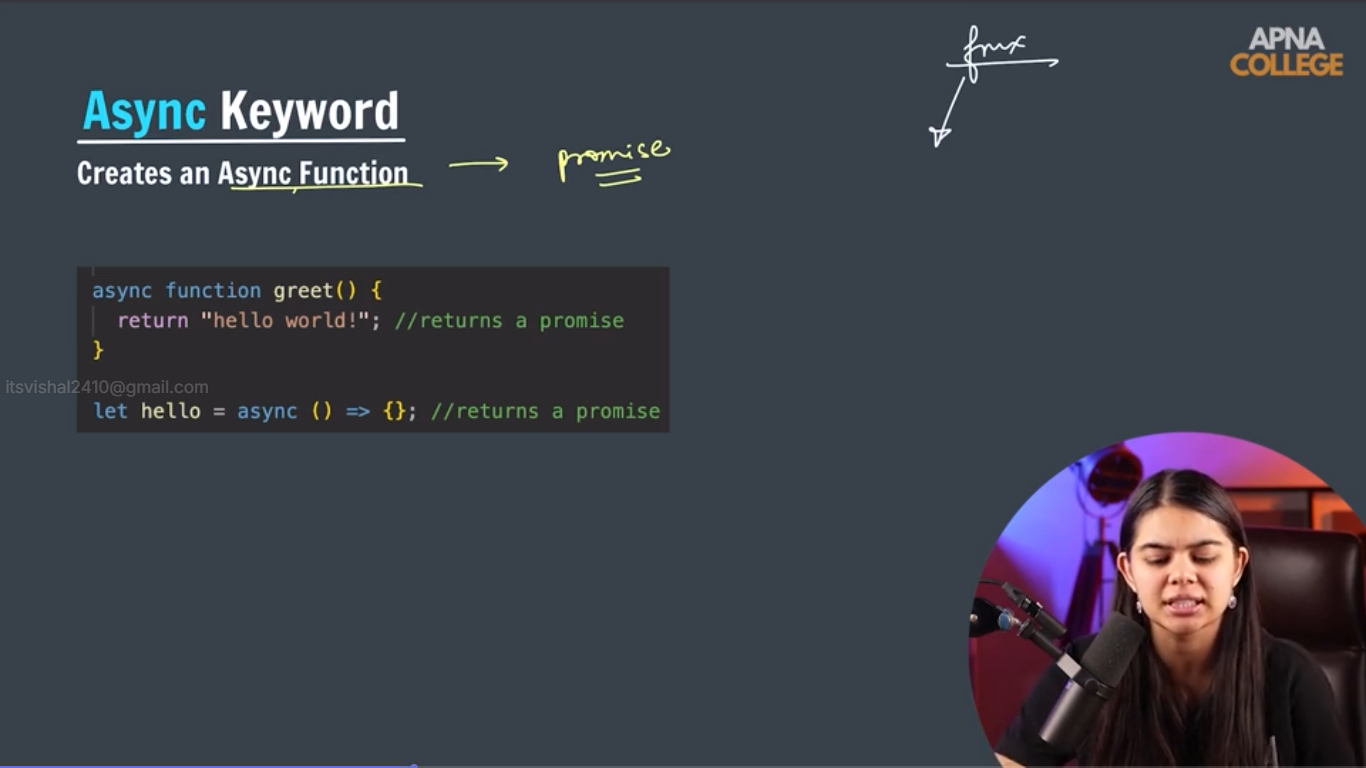 APNA
COLLEGE
Async Keyword
Creates an Async Function
promise
async function greet() {
return "hello world!"; //returns a promise
}
itsvishal2410@gmail.com
let hello = async () => {}; //returns a promise